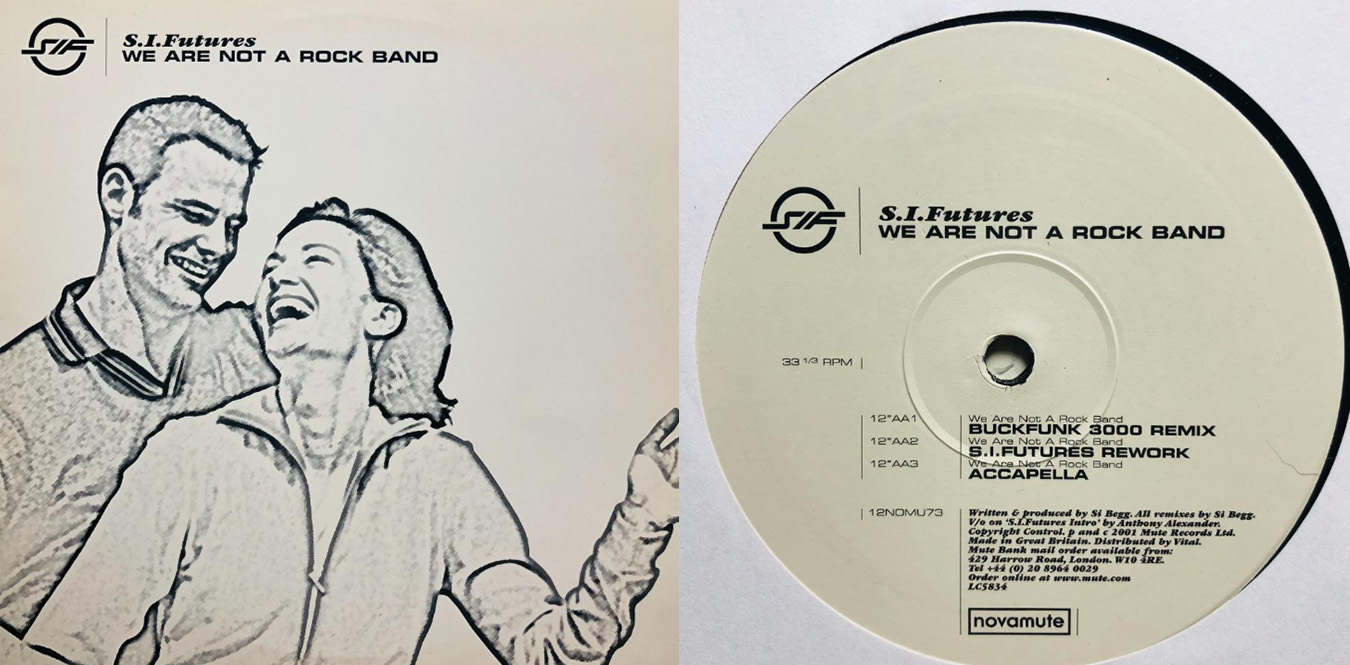 SIF
S.I.Futures
WE ARE NOT A ROCK BAND
SIF
S.I.Futures
WE ARE NOT A ROCK BAND
33 1/3 RPM
12"AA1 We Are Not A Rock Band
BUCKFUNK 3000 REMIX
12"AA2 We Are Not A Rock Band
S.I.FUTURES REWORK
12"AA3 We Are Not A Rock Band
ACCAPELLA
12NOMU73 Written & produced by Si Begg. All remixes by Si Begg.
V/o on 'S.I.Futures Intro' by Anthony Alexander.
Copyright Control. p and c 2001 Mute Records Ltd.
Made in Great Britain. Distributed by Vital.
Mute Bank mail order available from:
429 Harrow Road, London. W10 4RE.
Tel +44 (0) 20 8964 0029
Order online at www.mute.com
LC5834
novamute